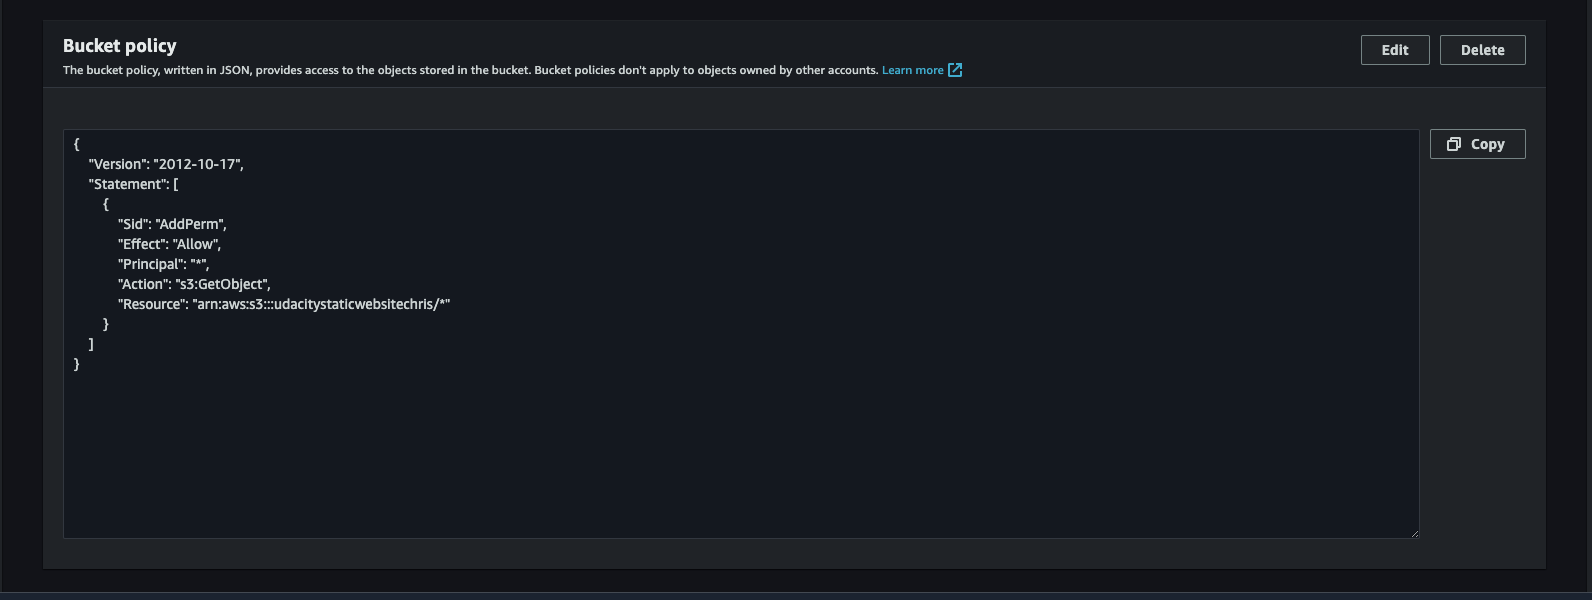 Bucket policy
Edit
Delete
The bucket policy, written in JSON, provides access to the objects stored in the bucket. Bucket policies don't apply to objects owned by other accounts. Learn more
Copy
{
"Version": "2012-10-17",
"Statement": [
{
"Sid": "AddPerm",
"Effect": "Allow",
"Principal": "*",
"Action": "s3:GetObject",
"Resource": "arn:aws:s3:::udacitystaticwebsitechris/*"
}
]
}